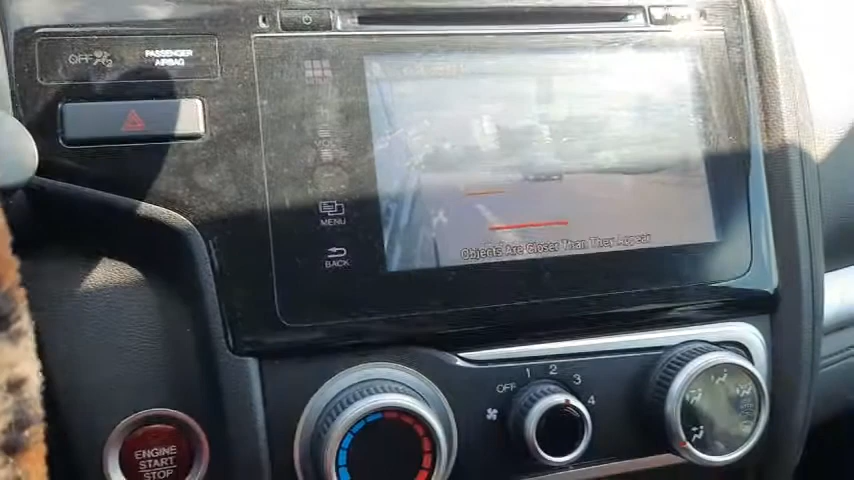 OFF
PASSENGER
AIRBAG
MENU
BACK
Objects Are Closer Than They Appear
OFF 1 2 3 4
ENGINE
START
STOP